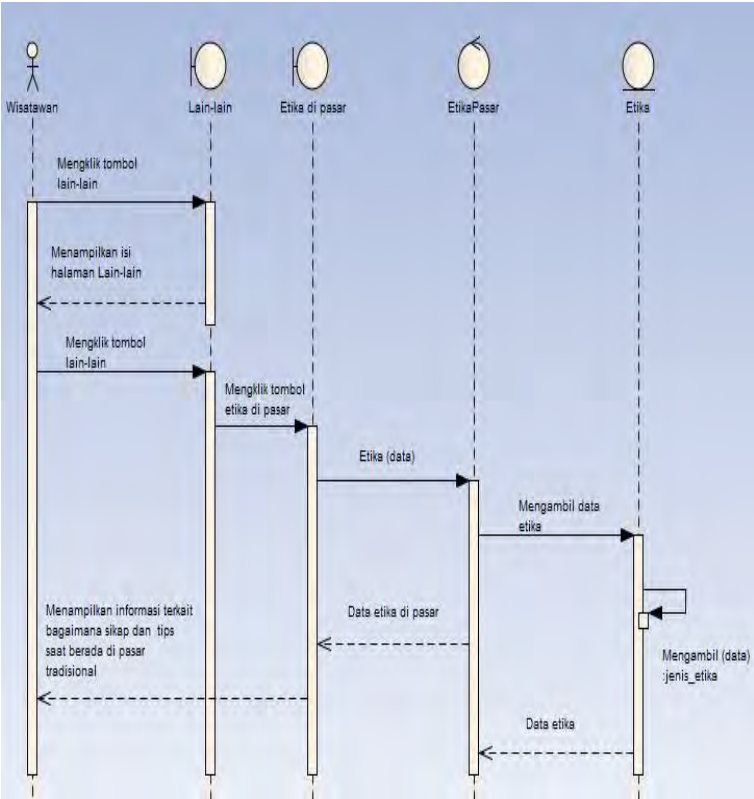 Wisatawan
Lain-lain
Etika di pasar
EtikaPasar
Etika
Mengklik tombol
lain-lain
Menampilkan isi
halaman Lain-lain
Mengklik tombol
lain-lain
Mengklik tombol
etika di pasar
Etika (data)
Mengambil data
etika
Menampilkan informasi terkait
bagaimana sikap dan tips
saat berada di pasar
tradisional
Data etika di pasar
Mengambil (data)
:jenis_etika
Data etika